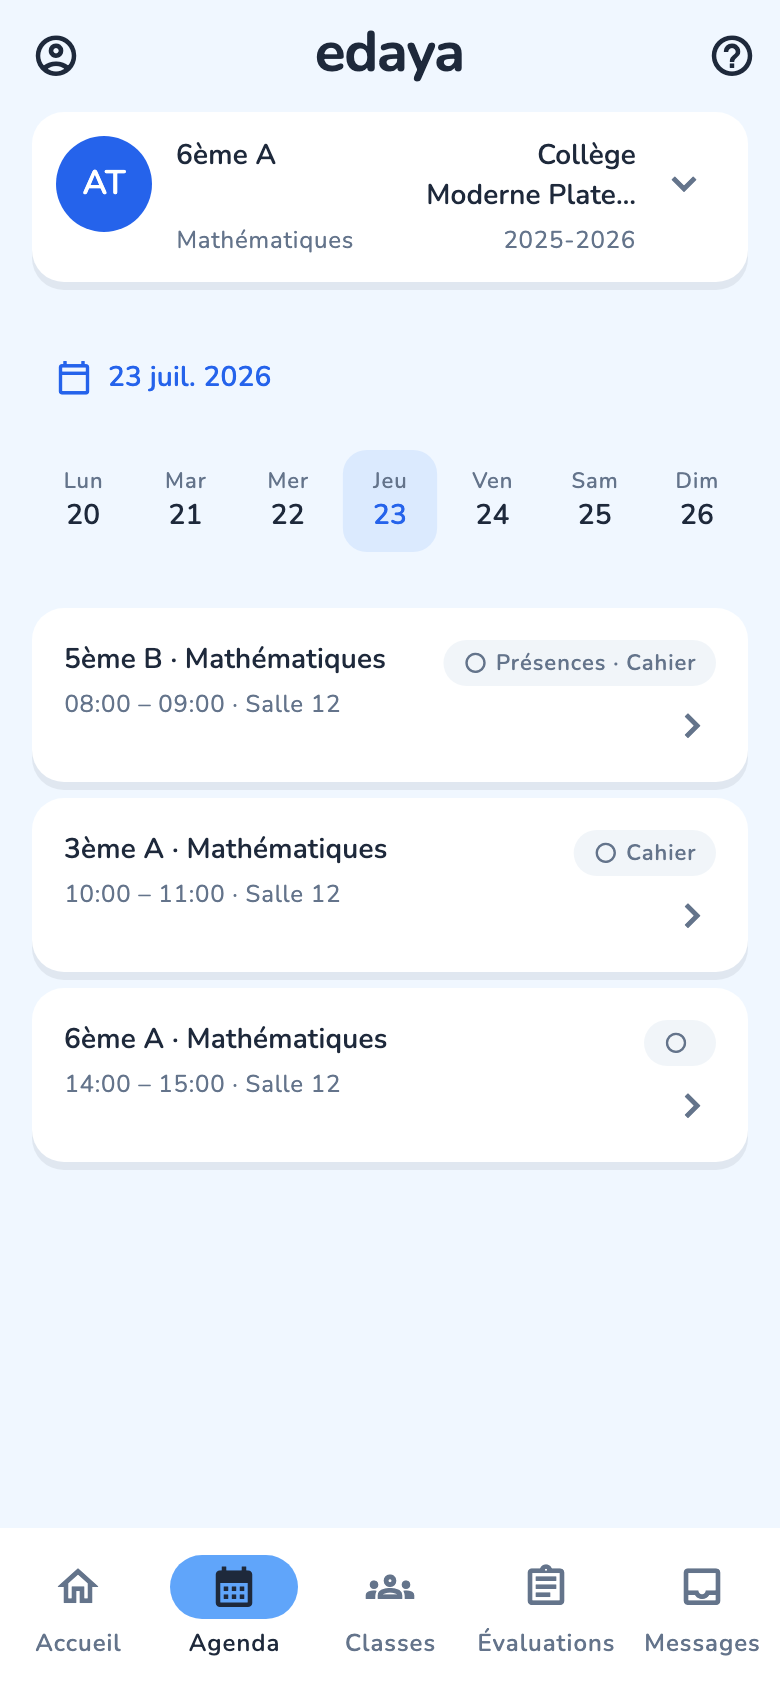 edaya
AT
6ème A
Collège
Moderne Plate...
Mathématiques
2025-2026
23 juil. 2026
Lun Mar Mer Jeu Ven Sam Dim
20 21 22 23 24 25 26
5ème B · Mathématiques
Présences · Cahier
08:00 – 09:00 · Salle 12
3ème A · Mathématiques
Cahier
10:00 – 11:00 · Salle 12
6ème A · Mathématiques
14:00 – 15:00 · Salle 12
Accueil Agenda Classes Évaluations Messages